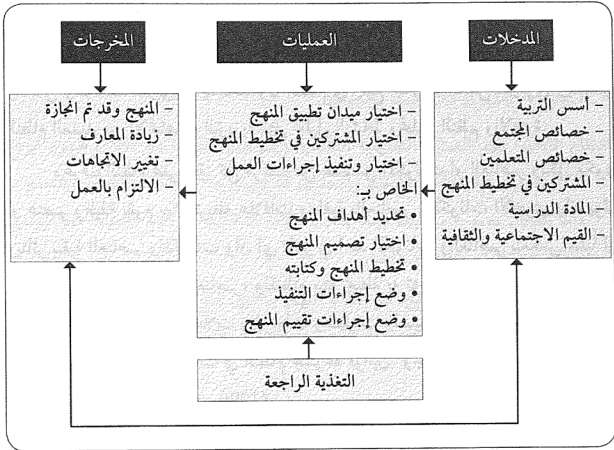 المدخلات
– أسس التربية
– خصائص المجتمع
– خصائص المتعلمين
– المشتركين في تخطيط المنهج
– المادة الدراسية
– القيم الاجتماعية والثقافية
العمليات
– اختيار ميدان تطبيق المنهج
– اختيار المشتركين في تخطيط المنهج
– اختيار وتنفيذ إجراءات العمل
الخاص بـ:
• تحديد أهداف المنهج
• اختيار تصميم المنهج
• تخطيط المنهج وكتابته
• وضع إجراءات التنفيذ
• وضع إجراءات تقييم المنهج
المخرجات
– المنهج وقد تم انجازة
– زيادة المعارف
– تغيير الاتجاهات
– الالتزام بالعمل
التغذية الراجعة